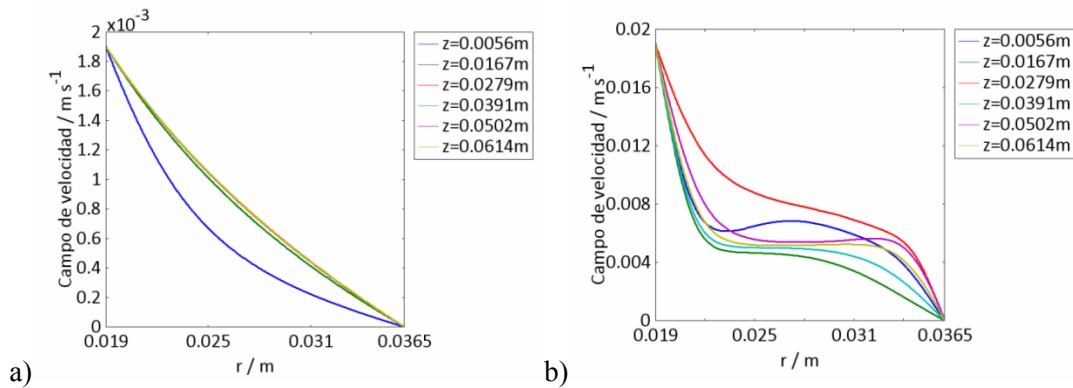 ×10⁻³
2
1.8
1.6
1.4
1.2
1
0.8
0.6
0.4
0.2
0
Campo de velocidad / m s⁻¹
0.019
0.025
0.031
0.0365
r / m
z=0.0056m
z=0.0167m
z=0.0279m
z=0.0391m
z=0.0502m
z=0.0614m
a)
0.02
0.016
0.012
0.008
0.004
0
Campo de velocidad / m s⁻¹
0.019
0.025
0.031
0.0365
r / m
z=0.0056m
z=0.0167m
z=0.0279m
z=0.0391m
z=0.0502m
z=0.0614m
b)